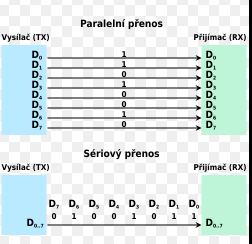 Paralelní přenos
Vysílač (TX) Přijímač (RX)
D₀ 1 D₀
D₁ 1 D₁
D₂ 0 D₂
D₃ 1 D₃
D₄ 0 D₄
D₅ 0 D₅
D₆ 1 D₆
D₇ 0 D₇
Sériový přenos
Vysílač (TX) Přijímač (RX)
D₇ D₆ D₅ D₄ D₃ D₂ D₁ D₀
0 1 0 0 1 0 1 1
D₀..₇ D₀..₇